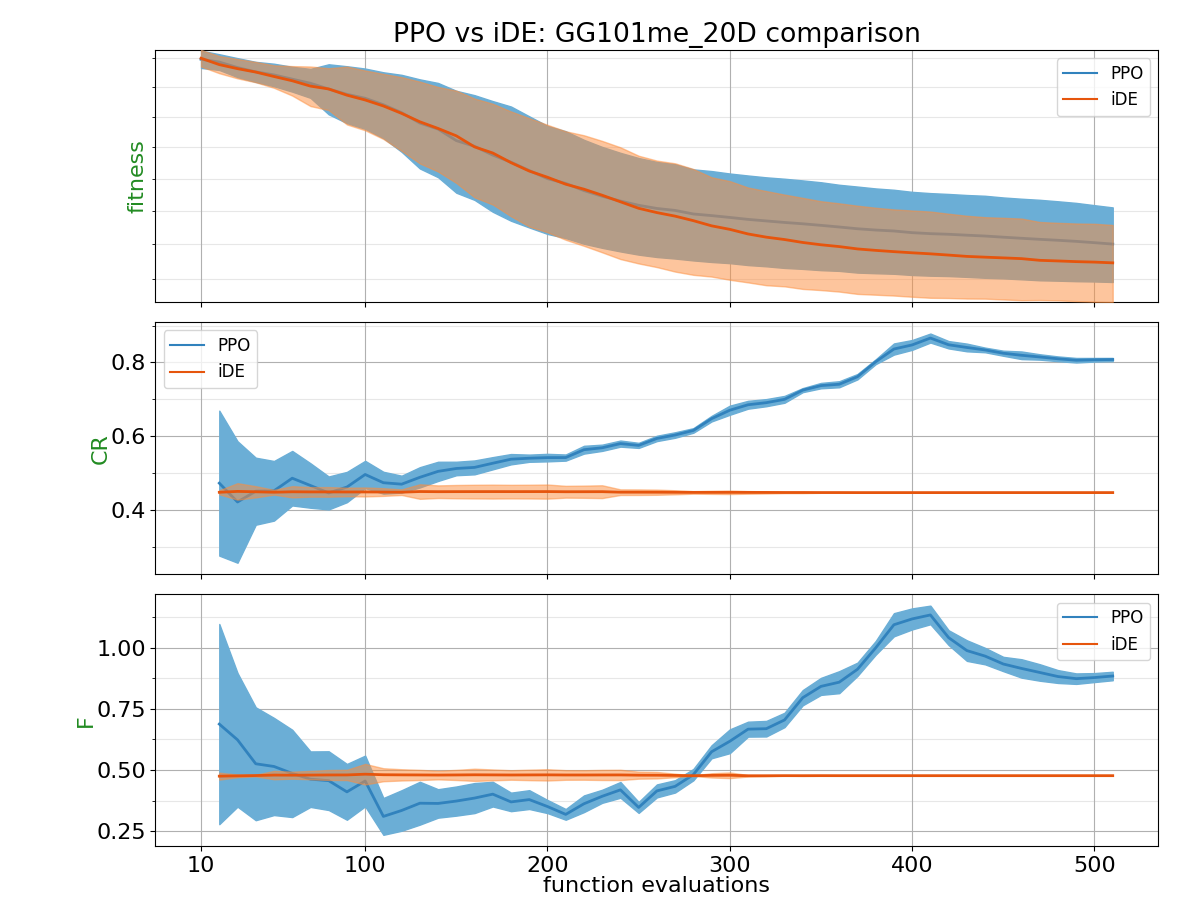 PPO vs iDE: GG101me_20D comparison
fitness
PPO
iDE
CR
0.8
0.6
0.4
PPO
iDE
F
1.00
0.75
0.50
0.25
PPO
iDE
10 100 200 300 400 500
function evaluations